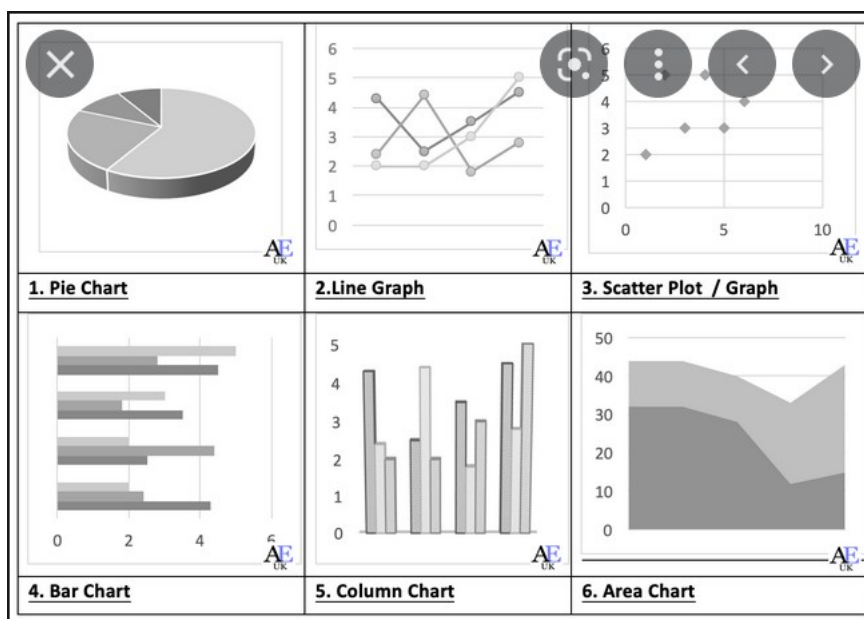 6
5
4
3
2
1
0
6
5
4
3
2
1
0
0 5 10
AE
UK
AE
UK
AE
UK
1. Pie Chart
2.Line Graph
3. Scatter Plot / Graph
0 2 4 6
5
4
3
2
1
0
50
40
30
20
10
0
AE
UK
AE
UK
AE
UK
4. Bar Chart
5. Column Chart
6. Area Chart